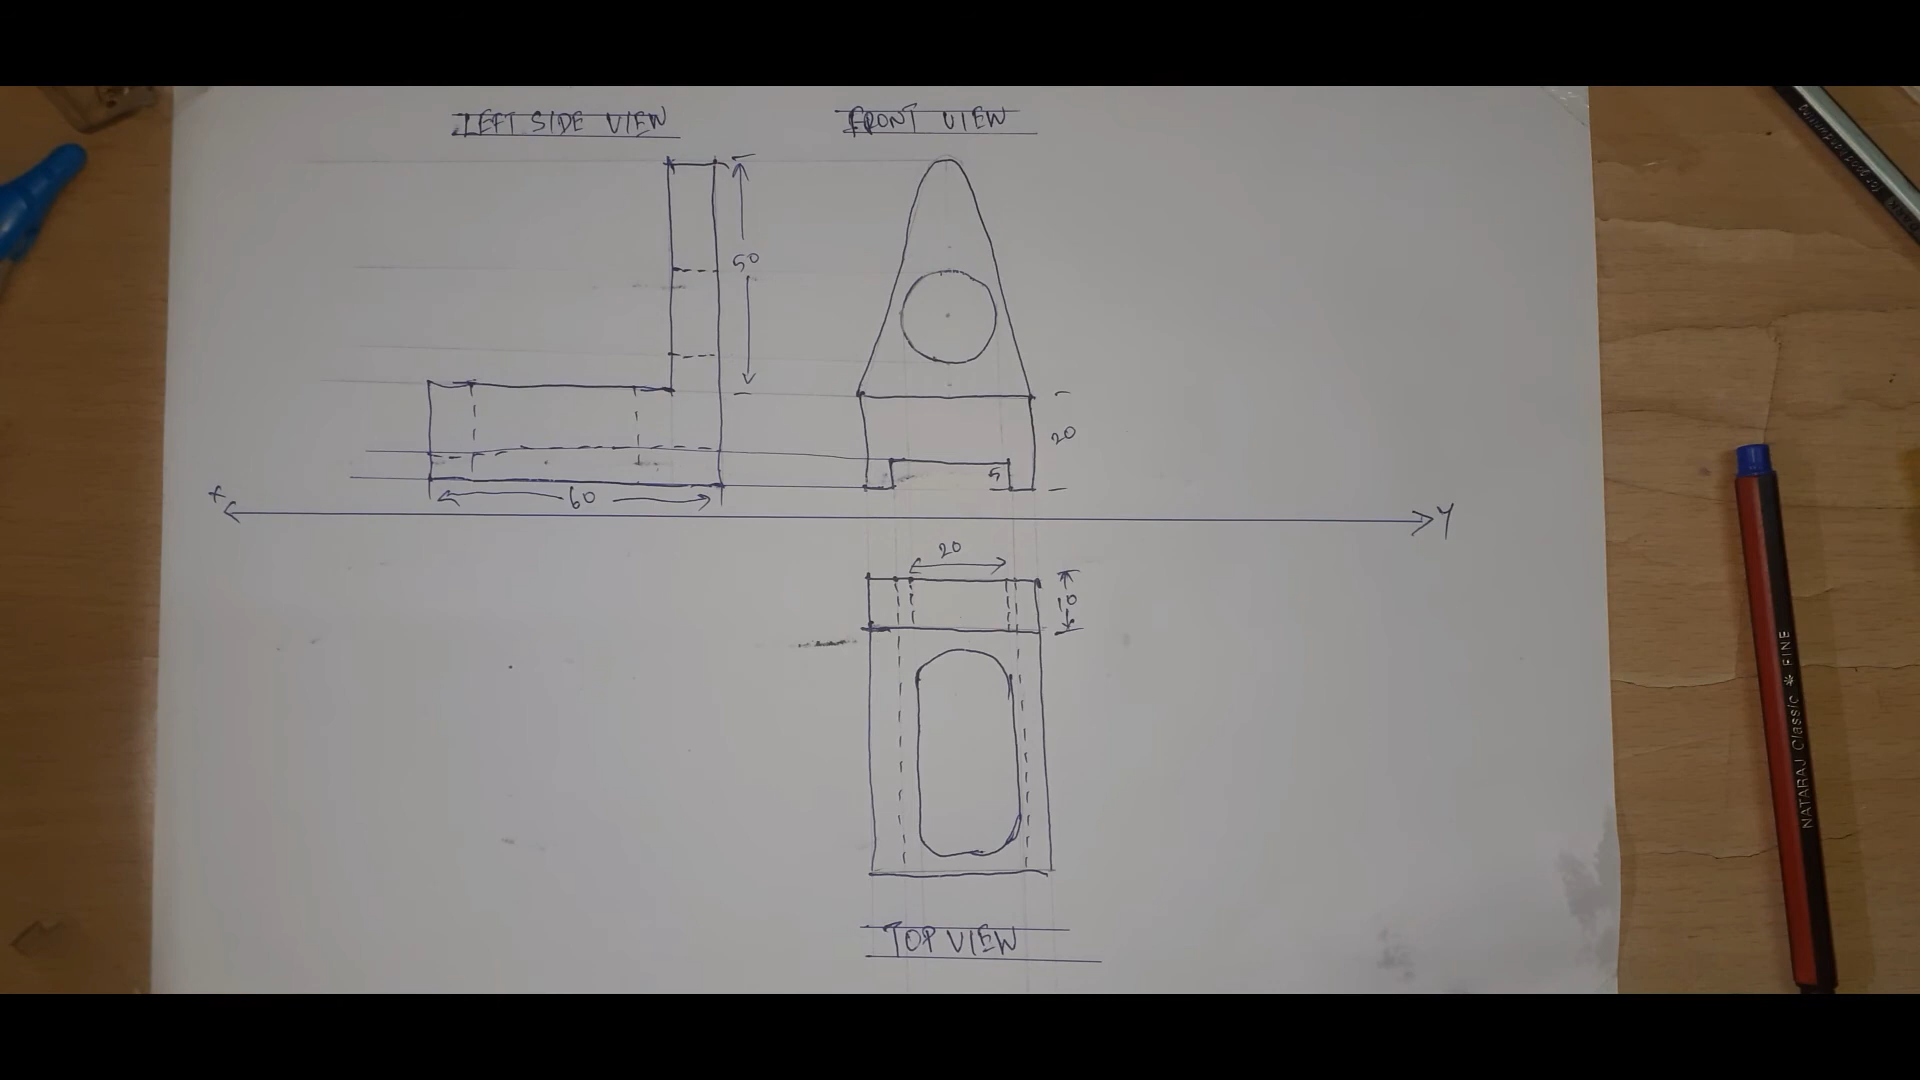 LEFT SIDE VIEW
FRONT VIEW
50
20
5
60
X
Y
20
10
TOP VIEW
NATARAJ Classic * FINE